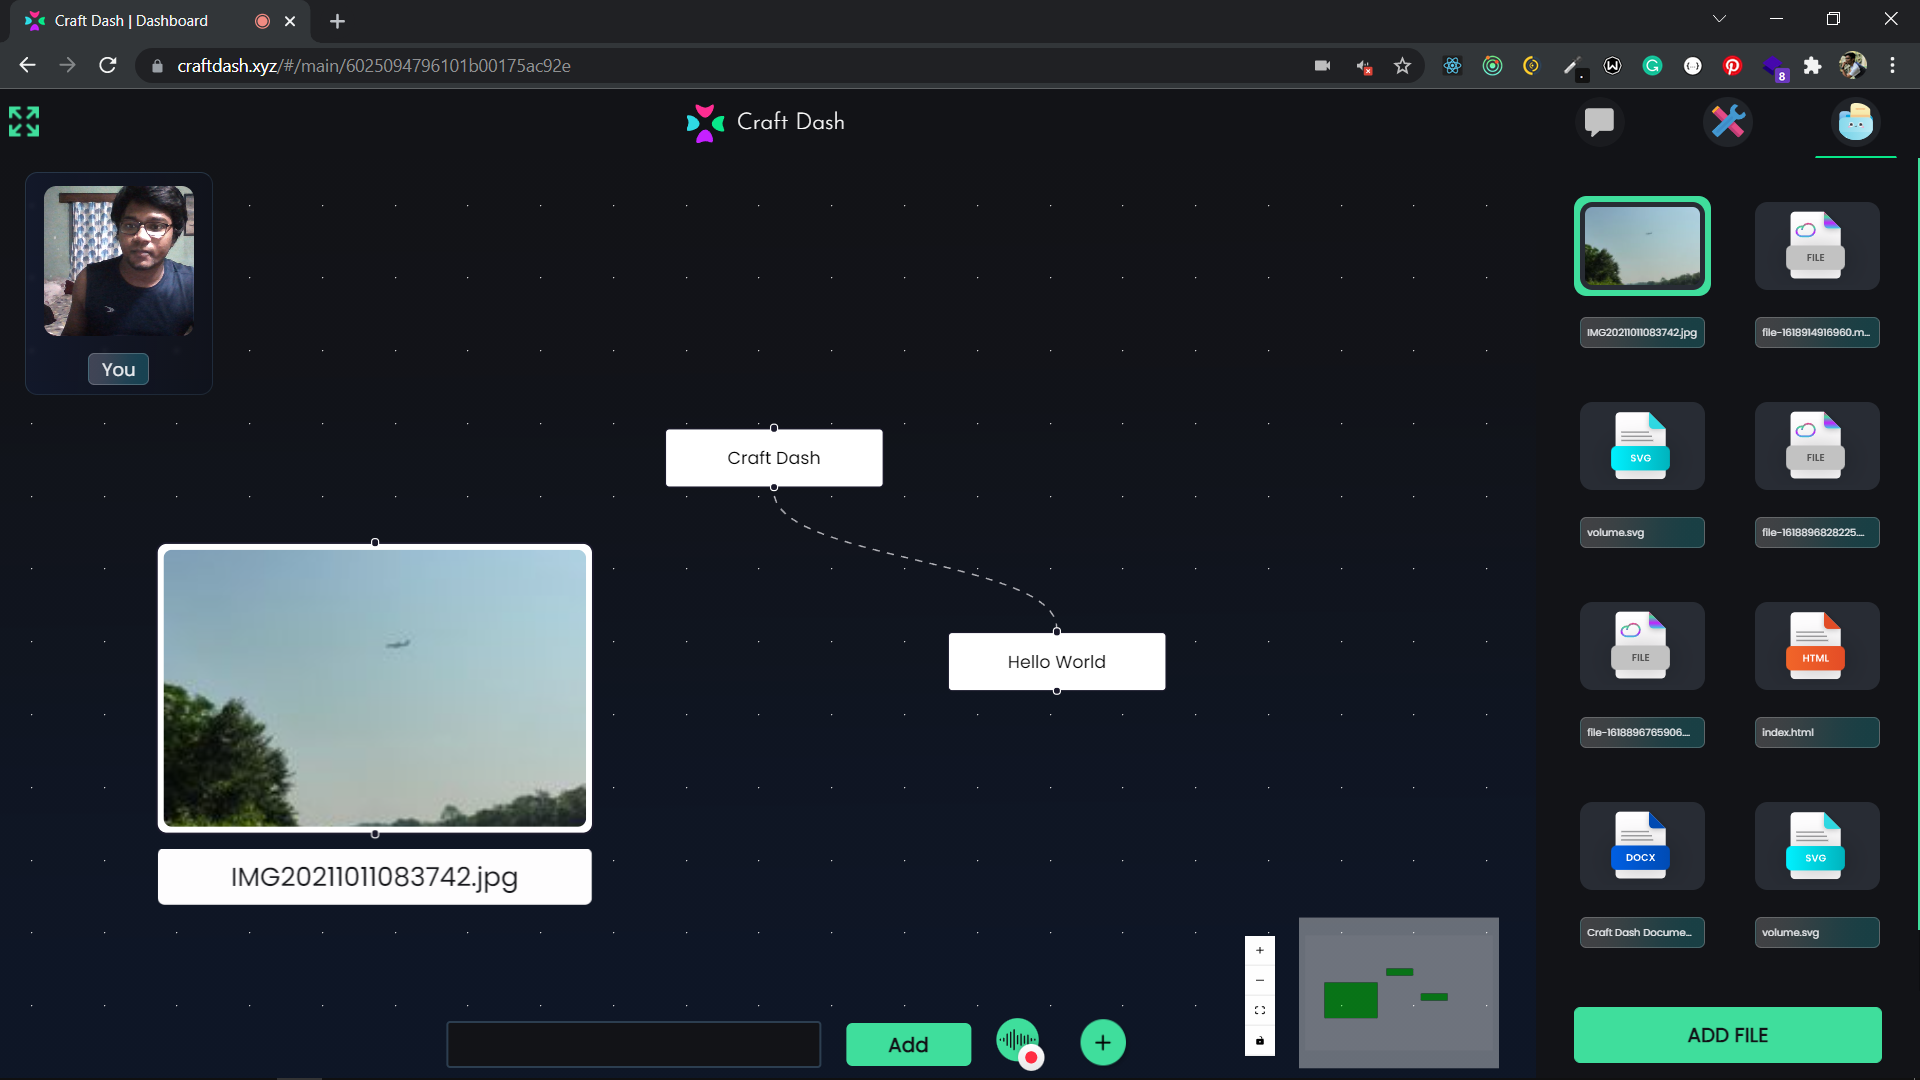 Craft Dash | Dashboard
craftdash.xyz/#/main/6025094796101b00175ac92e
8
Craft Dash
You
Craft Dash
Hello World
IMG20211011083742.jpg
Add
IMG20211011083742.jpg
FILE
file-1618914916960.m...
SVG
volume.svg
FILE
file-1618896828225....
FILE
file-1618896765906....
HTML
index.html
DOCX
Craft Dash Docume...
SVG
volume.svg
ADD FILE